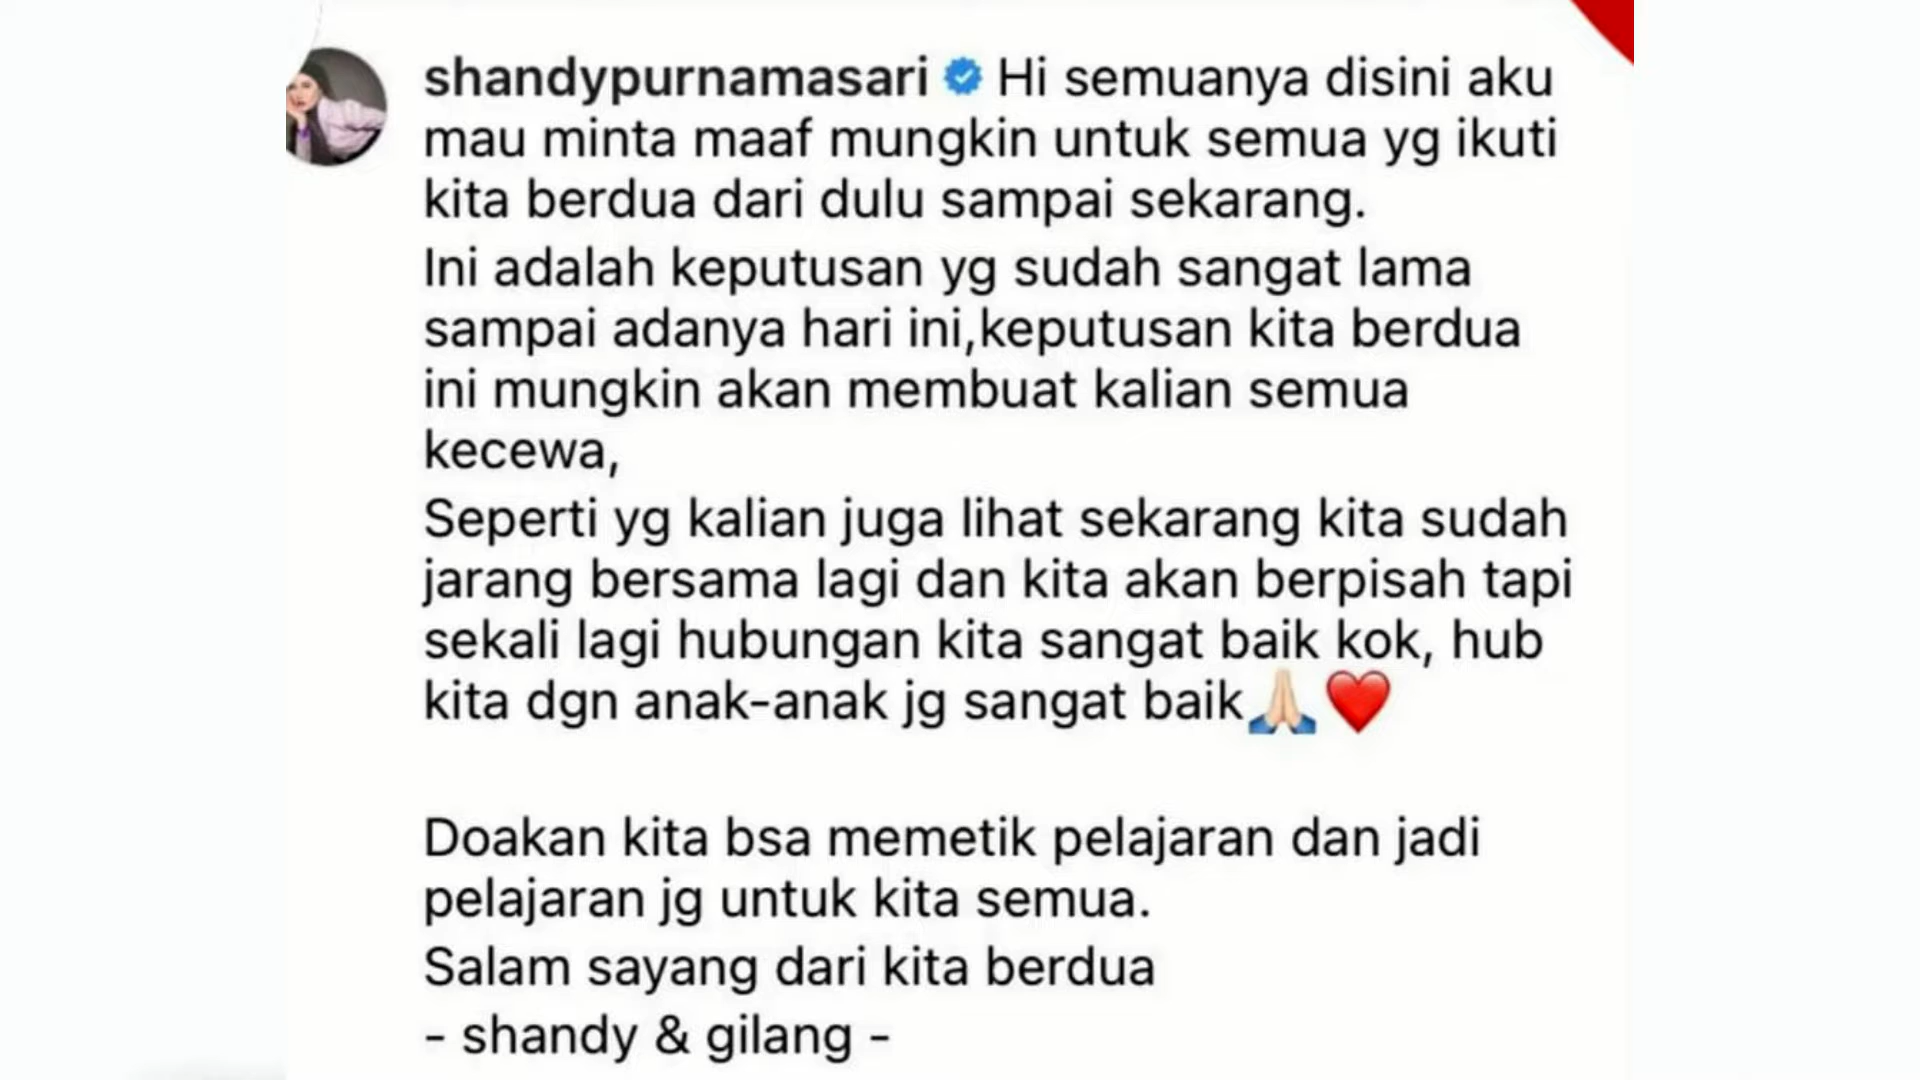 shandypurnamasari Hi semuanya disini aku
mau minta maaf mungkin untuk semua yg ikuti
kita berdua dari dulu sampai sekarang.
Ini adalah keputusan yg sudah sangat lama
sampai adanya hari ini,keputusan kita berdua
ini mungkin akan membuat kalian semua
kecewa,
Seperti yg kalian juga lihat sekarang kita sudah
jarang bersama lagi dan kita akan berpisah tapi
sekali lagi hubungan kita sangat baik kok, hub
kita dgn anak-anak jg sangat baik🙏🏻❤️
Doakan kita bsa memetik pelajaran dan jadi
pelajaran jg untuk kita semua.
Salam sayang dari kita berdua
- shandy & gilang -